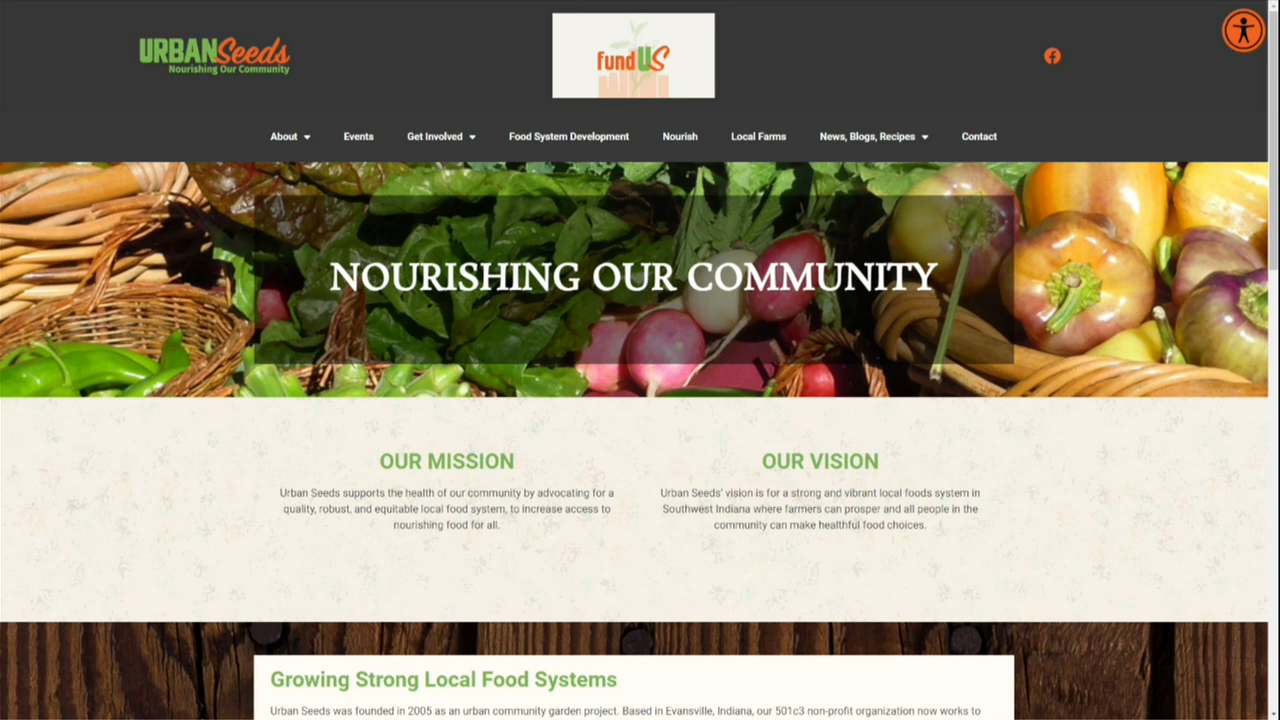 URBANSeeds
Nourishing Our Community
fund US
About
Events
Get Involved
Food System Development
Nourish
Local Farms
News, Blogs, Recipes
Contact
NOURISHING OUR COMMUNITY
OUR MISSION
Urban Seeds supports the health of our community by advocating for a
quality, robust, and equitable local food system, to increase access to
nourishing food for all.
OUR VISION
Urban Seeds' vision is for a strong and vibrant local foods system in
Southwest Indiana where farmers can prosper and all people in the
community can make healthful food choices.
Growing Strong Local Food Systems
Urban Seeds was founded in 2005 as an urban community garden project. Based in Evansville, Indiana, our 501c3 non-profit organization now works to